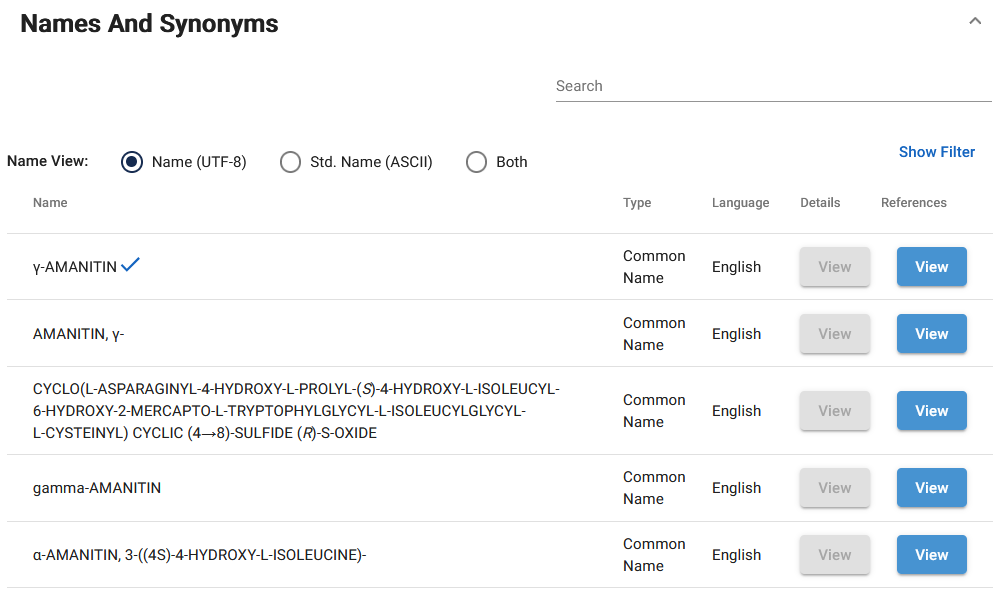 Names And Synonyms
Search
Name View: Name (UTF-8) Std. Name (ASCII) Both Show Filter
Name Type Language Details References
γ-AMANITIN Common Name English View View
AMANITIN, γ- Common Name English View View
CYCLO(L-ASPARAGINYL-4-HYDROXY-L-PROLYL-(S)-4-HYDROXY-L-ISOLEUCYL-
6-HYDROXY-2-MERCAPTO-L-TRYPTOPHYLGLYCYL-L-ISOLEUCYLGLYCYL-
L-CYSTEINYL) CYCLIC (4→8)-SULFIDE (R)-S-OXIDE Common Name English View View
gamma-AMANITIN Common Name English View View
α-AMANITIN, 3-((4S)-4-HYDROXY-L-ISOLEUCINE)- Common Name English View View